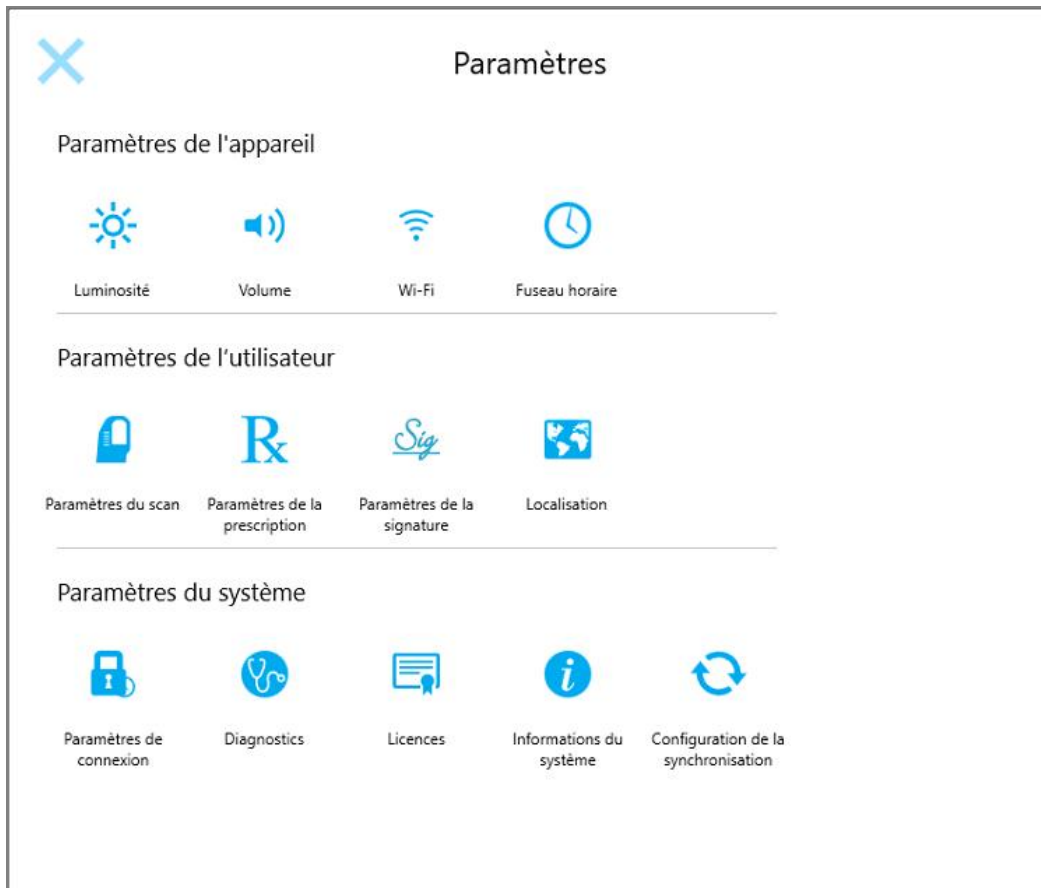 Paramètres
Paramètres de l'appareil
Luminosité
Volume
Wi-Fi
Fuseau horaire
Paramètres de l’utilisateur
Rx
Sig
Paramètres du scan
Paramètres de la
prescription
Paramètres de la
signature
Localisation
Paramètres du système
i
Paramètres de
connexion
Diagnostics
Licences
Informations du
système
Configuration de la
synchronisation